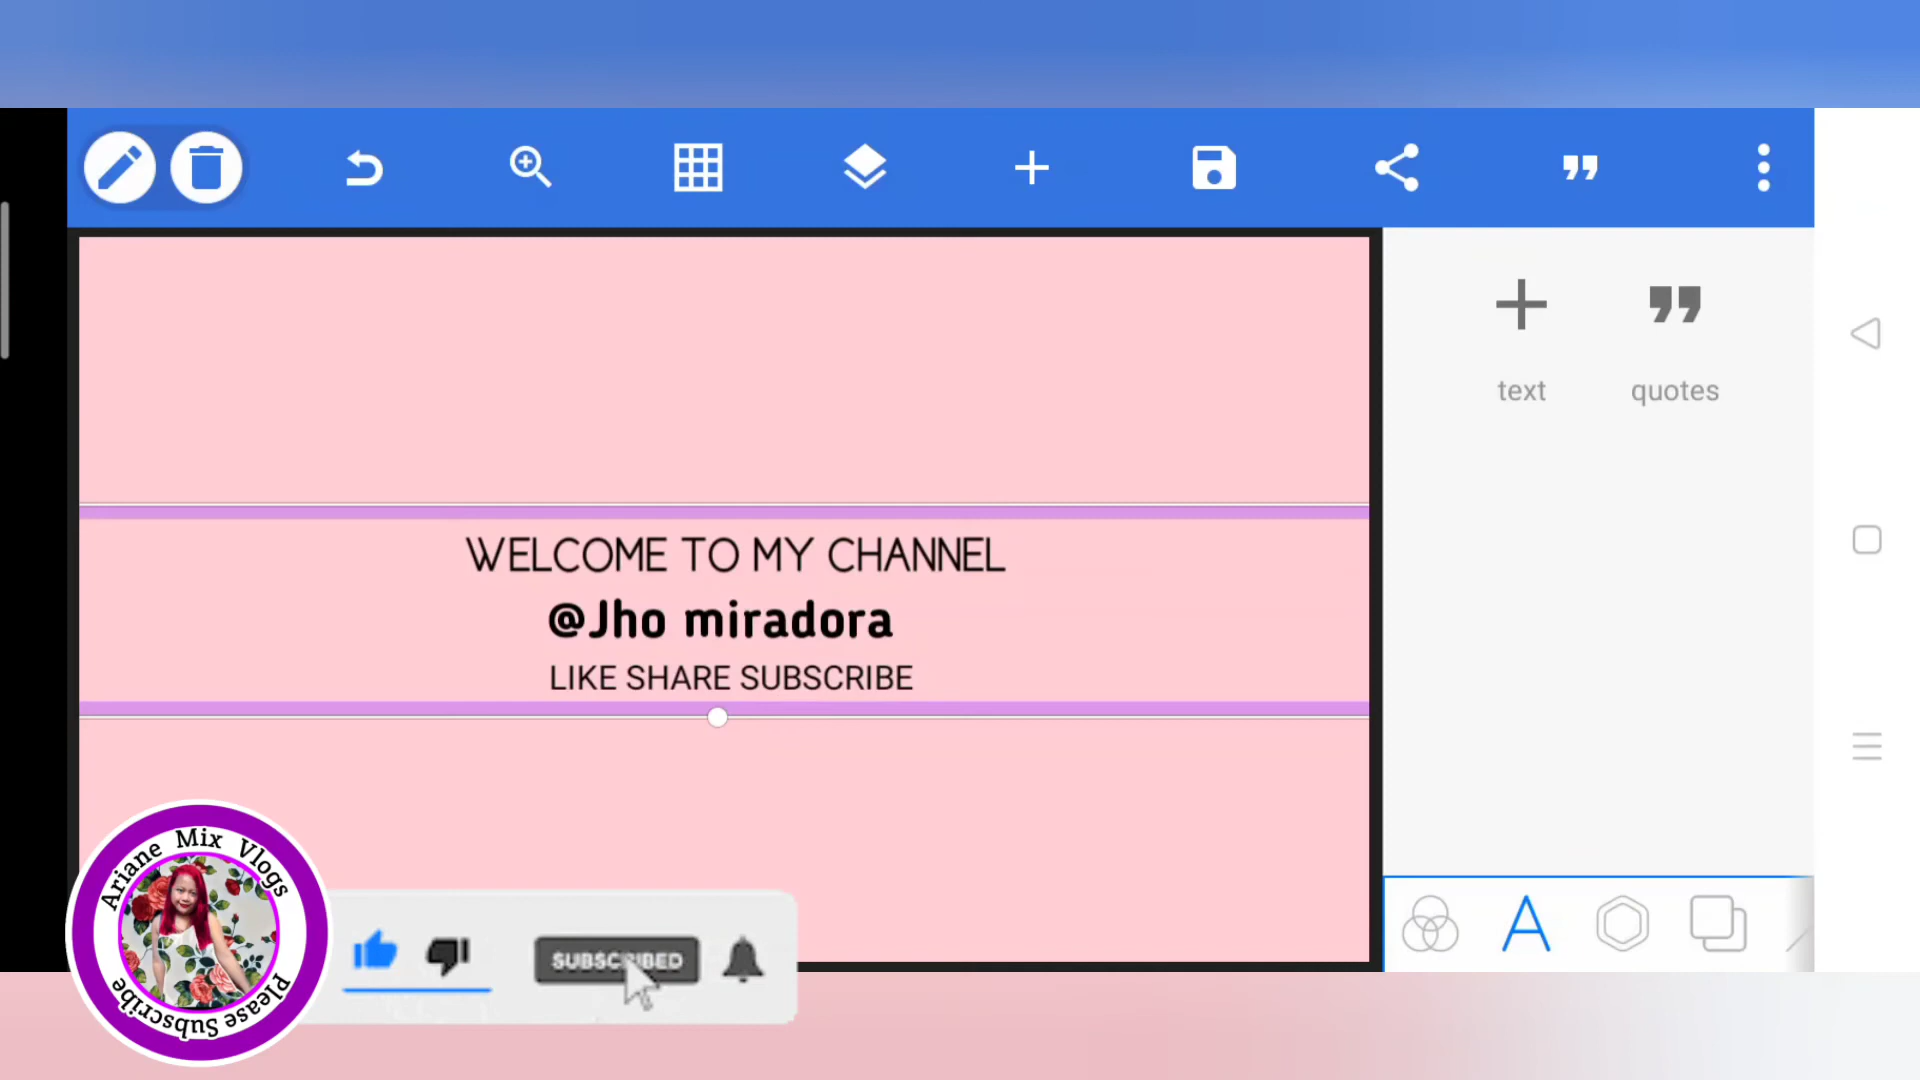 text
quotes
WELCOME TO MY CHANNEL
@Jho miradora
LIKE SHARE SUBSCRIBE
Ariane Mix Vlogs
Please Subscribe
SUBSCRIBED